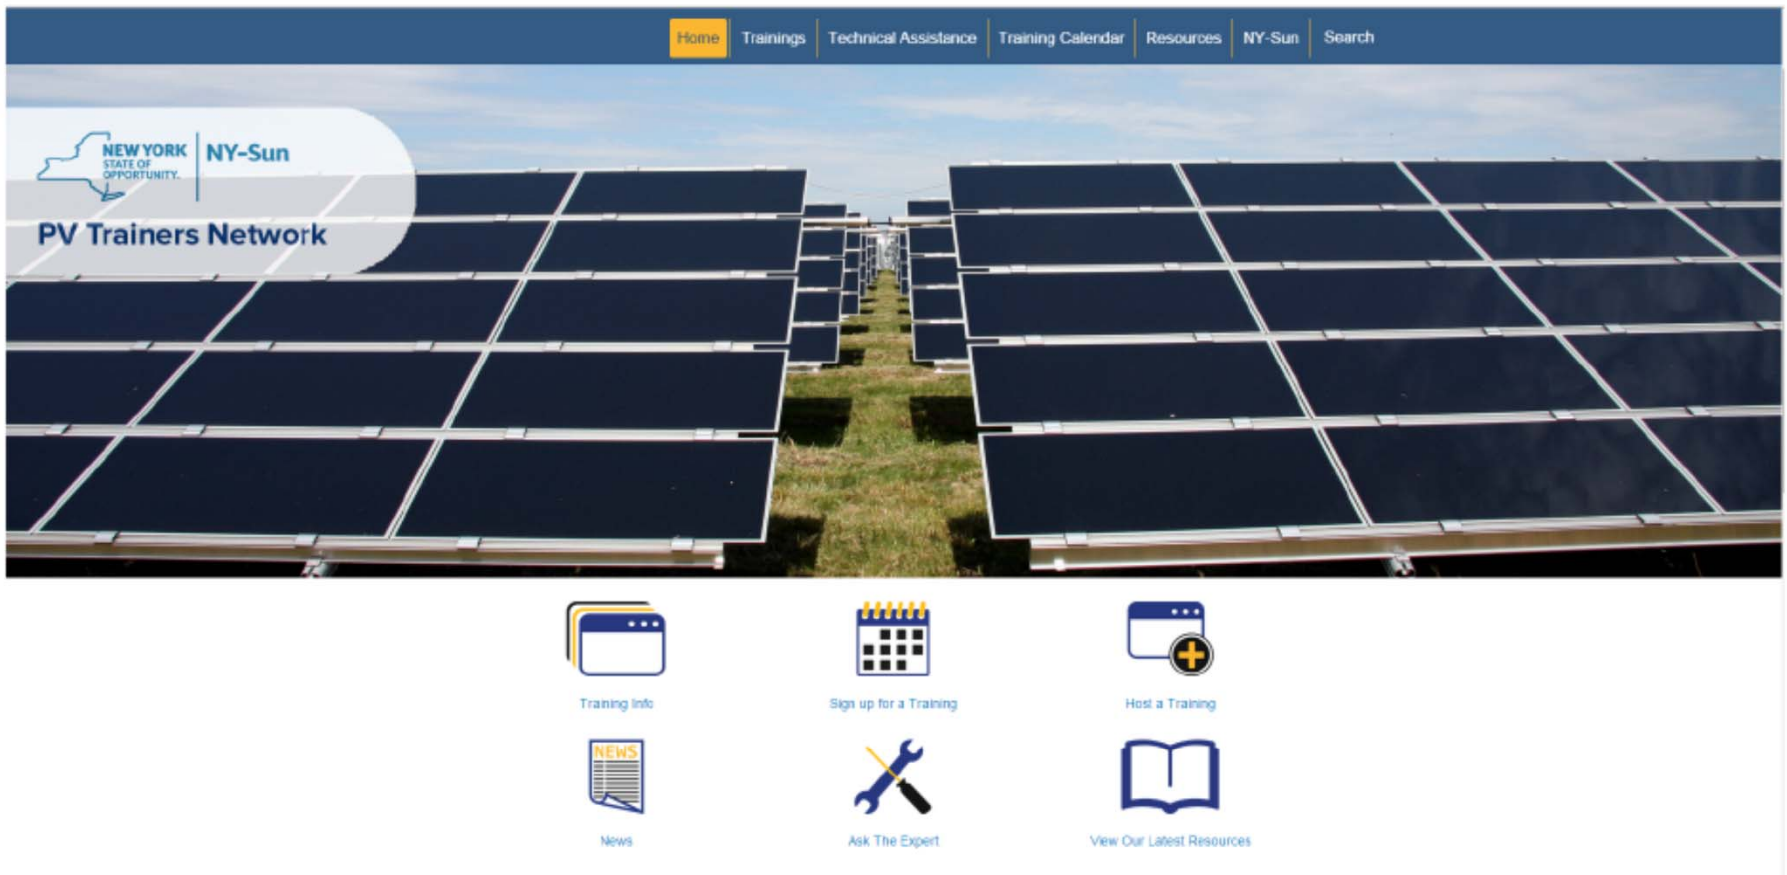 Home
Trainings
Technical Assistance
Training Calendar
Resources
NY-Sun
Search
NEW YORK
STATE OF
OPPORTUNITY.
NY-Sun
PV Trainers Network
Training Info
Sign up for a Training
Host a Training
NEWS
News
Ask The Expert
View Our Latest Resources